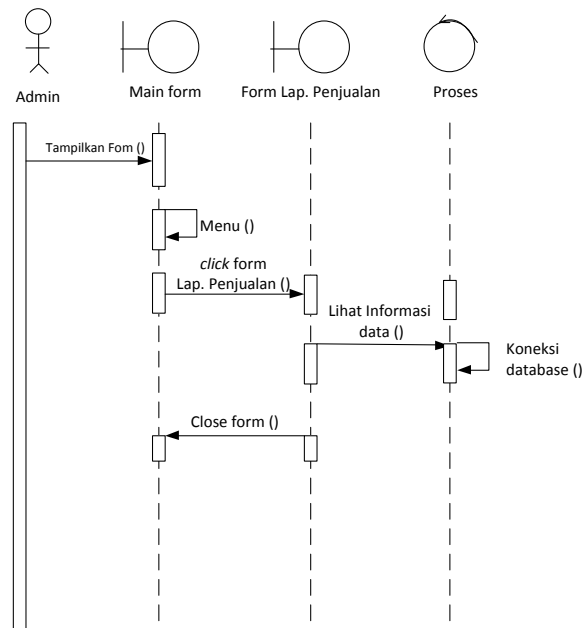 Admin
Main form
Form Lap. Penjualan
Proses
Tampilkan Fom ()
Menu ()
click form
Lap. Penjualan ()
Lihat Informasi
data ()
Koneksi
database ()
Close form ()